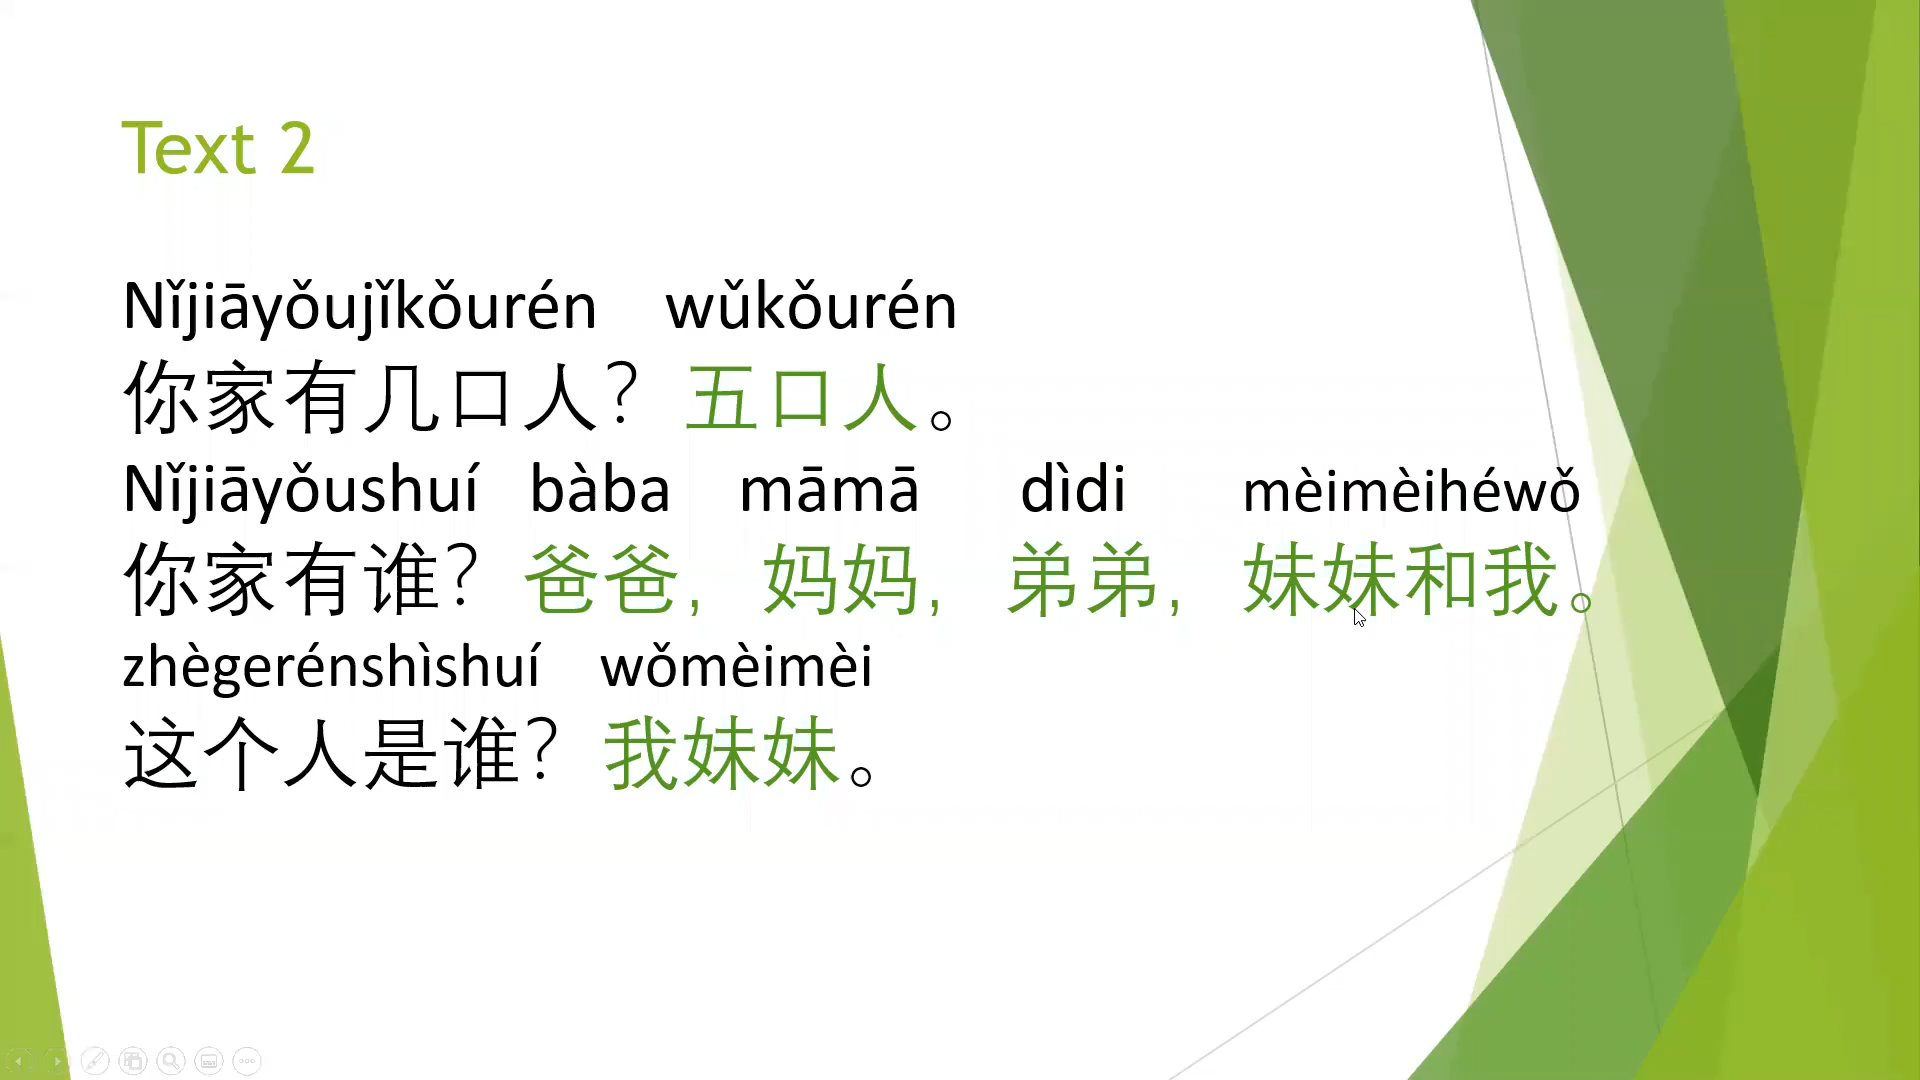 Text 2
Nǐjiāyǒujǐkǒurén wǔkǒurén
你家有几口人？五口人。
Nǐjiāyǒushuí bàba māmā dìdi mèimèihéwǒ
你家有谁？爸爸，妈妈，弟弟，妹妹和我。
zhègerénshìshuí wǒmèimèi
这个人是谁？我妹妹。